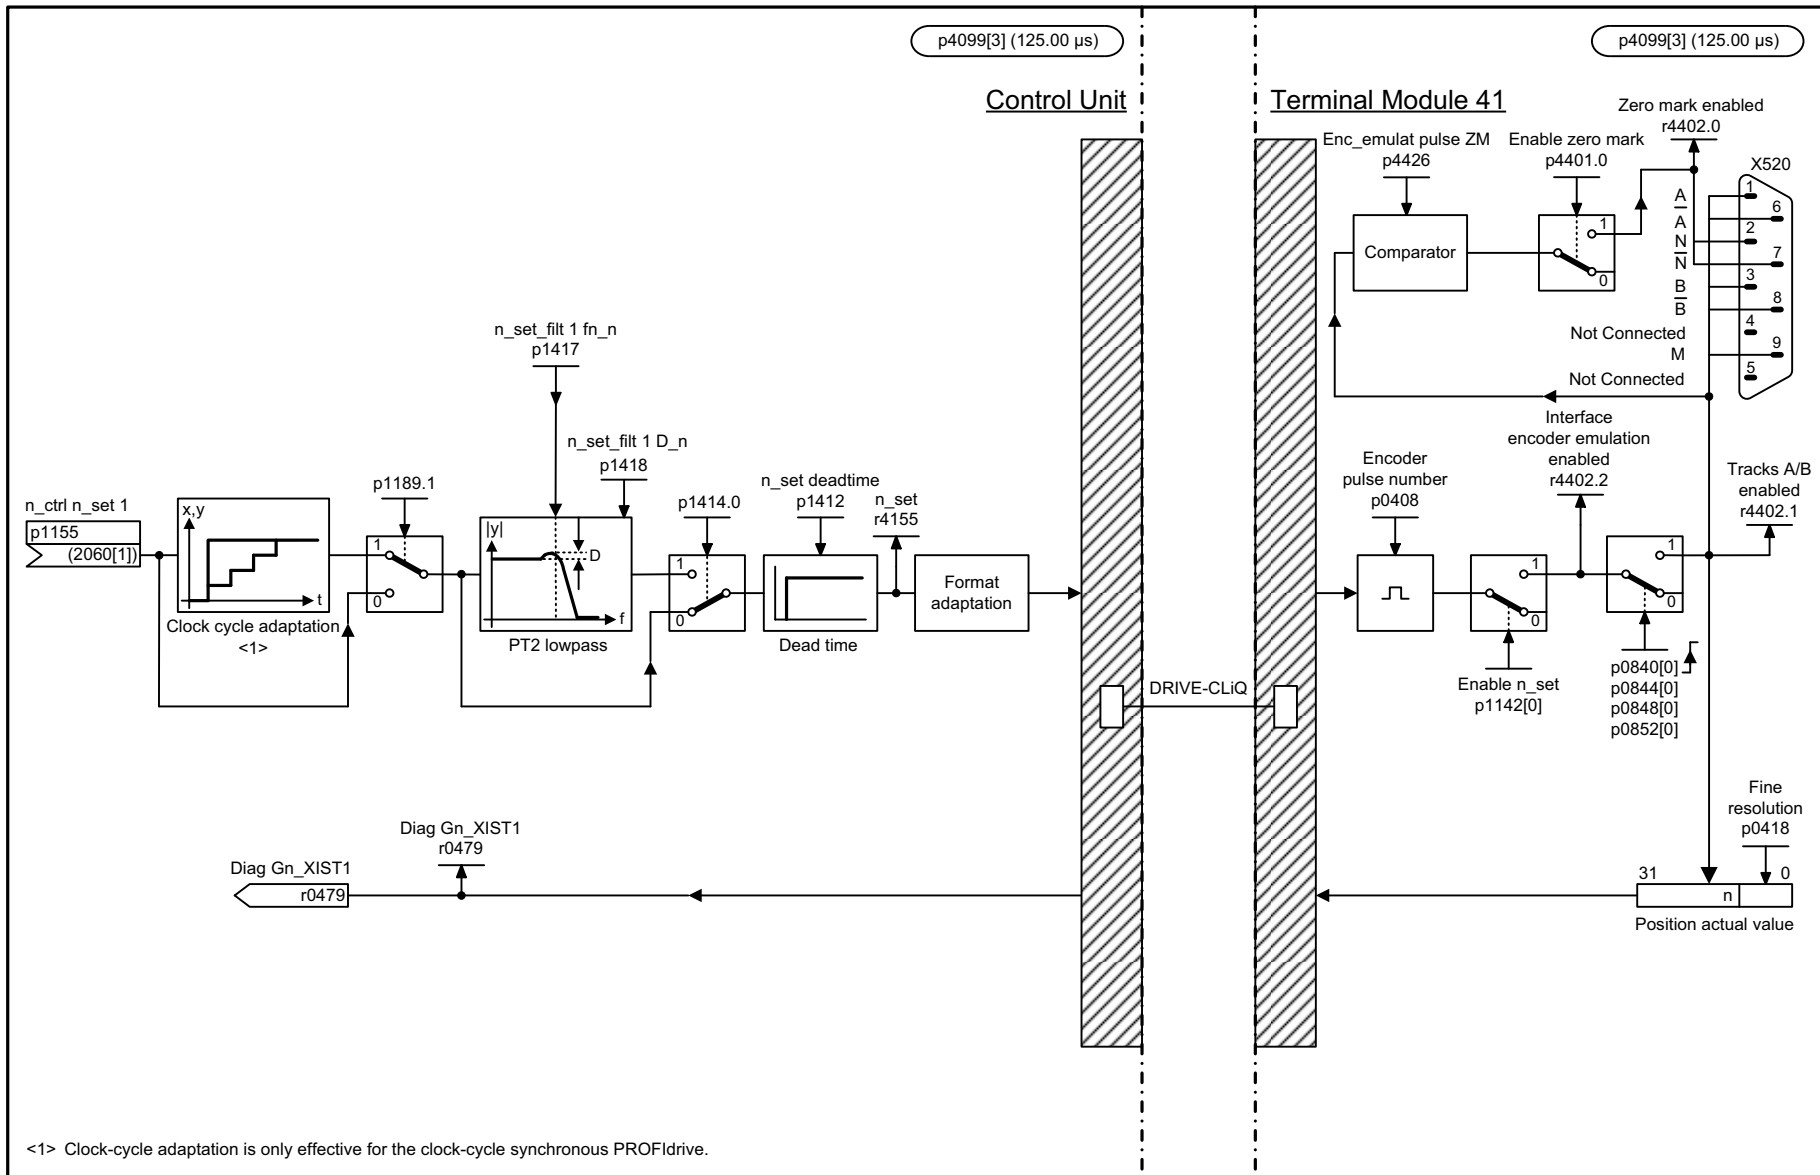 p4099[3] (125.00 µs)
p4099[3] (125.00 µs)
Control Unit
Terminal Module 41
Zero mark enabled
r4402.0
Enc_emulat pulse ZM
p4426
Enable zero mark
p4401.0
X520
Comparator
1
0
A
A
N
N
B
B
Not Connected
M
Not Connected
1
6
2
7
3
8
4
9
5
n_set_filt 1 fn_n
p1417
n_set_filt 1 D_n
p1418
n_ctrl n_set 1
p1155
(2060[1])
x,y
t
Clock cycle adaptation
<1>
p1189.1
1
0
|y|
D
f
PT2 lowpass
p1414.0
1
0
n_set deadtime
p1412
Dead time
n_set
r4155
Format
adaptation
DRIVE-CLiQ
Encoder
pulse number
p0408
Interface
encoder emulation
enabled
r4402.2
1
0
Enable n_set
p1142[0]
1
0
p0840[0]
p0844[0]
p0848[0]
p0852[0]
Tracks A/B
enabled
r4402.1
Fine
resolution
p0418
31
0
n
Position actual value
Diag Gn_XIST1
r0479
Diag Gn_XIST1
r0479
<1> Clock-cycle adaptation is only effective for the clock-cycle synchronous PROFIdrive.